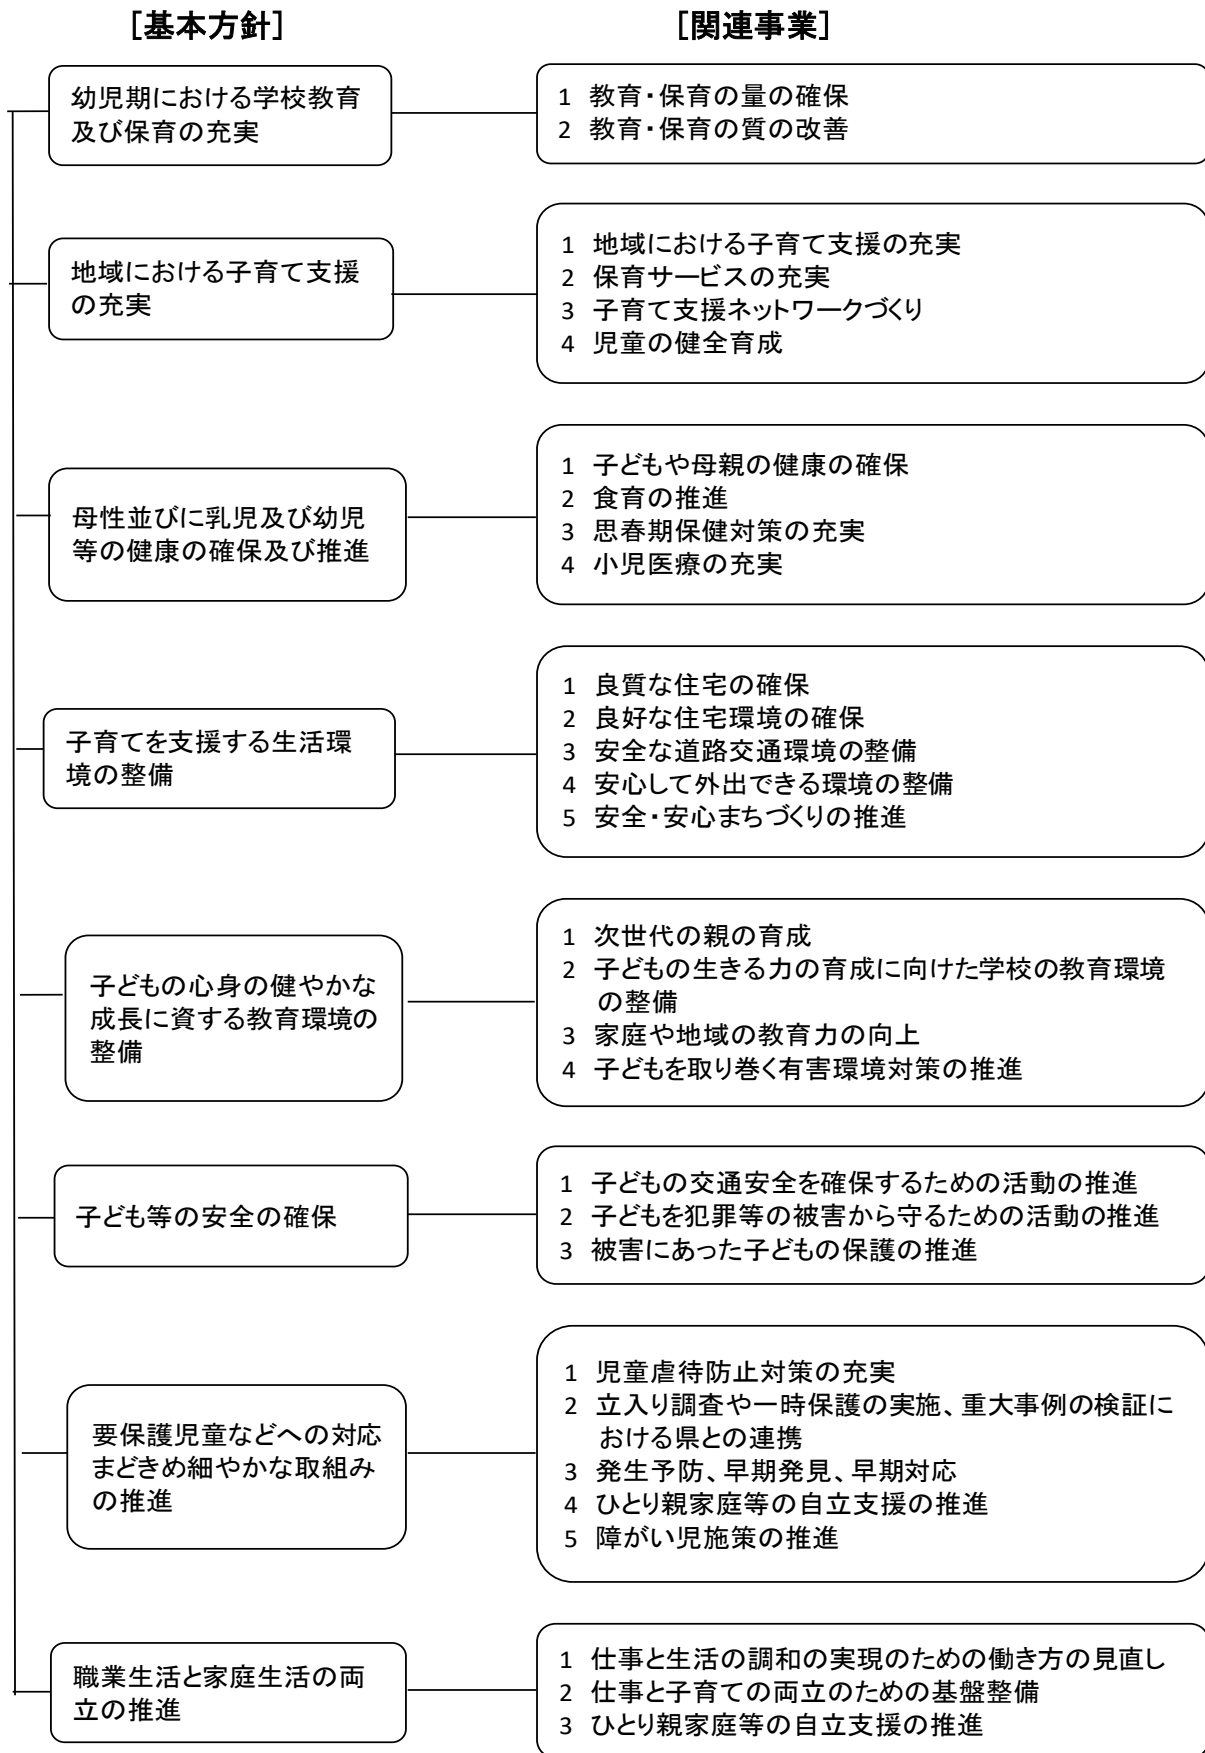 [基本方針]
[関連事業]
幼児期における学校教育
及び保育の充実
1 教育・保育の量の確保
2 教育・保育の質の改善
地域における子育て支援
の充実
1 地域における子育て支援の充実
2 保育サービスの充実
3 子育て支援ネットワークづくり
4 児童の健全育成
母性並びに乳児及び幼児
等の健康の確保及び推進
1 子どもや母親の健康の確保
2 食育の推進
3 思春期保健対策の充実
4 小児医療の充実
子育てを支援する生活環
境の整備
1 良質な住宅の確保
2 良好な住宅環境の確保
3 安全な道路交通環境の整備
4 安心して外出できる環境の整備
5 安全・安心まちづくりの推進
子どもの心身の健やかな
成長に資する教育環境の
整備
1 次世代の親の育成
2 子どもの生きる力の育成に向けた学校の教育環境
の整備
3 家庭や地域の教育力の向上
4 子どもを取り巻く有害環境対策の推進
子ども等の安全の確保
1 子どもの交通安全を確保するための活動の推進
2 子どもを犯罪等の被害から守るための活動の推進
3 被害にあった子どもの保護の推進
要保護児童などへの対応
まどきめ細やかな取組み
の推進
1 児童虐待防止対策の充実
2 立入り調査や一時保護の実施、重大事例の検証に
おける県との連携
3 発生予防、早期発見、早期対応
4 ひとり親家庭等の自立支援の推進
5 障がい児施策の推進
職業生活と家庭生活の両
立の推進
1 仕事と生活の調和の実現のための働き方の見直し
2 仕事と子育ての両立のための基盤整備
3 ひとり親家庭等の自立支援の推進